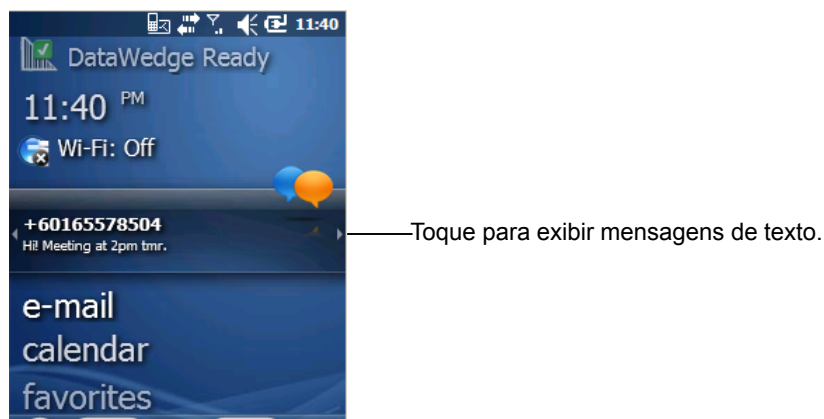 11:40
DataWedge Ready
11:40 PM
Wi-Fi: Off
+60165578504
Hi! Meeting at 2pm tmr.
Toque para exibir mensagens de texto.
e-mail
calendar
favorites